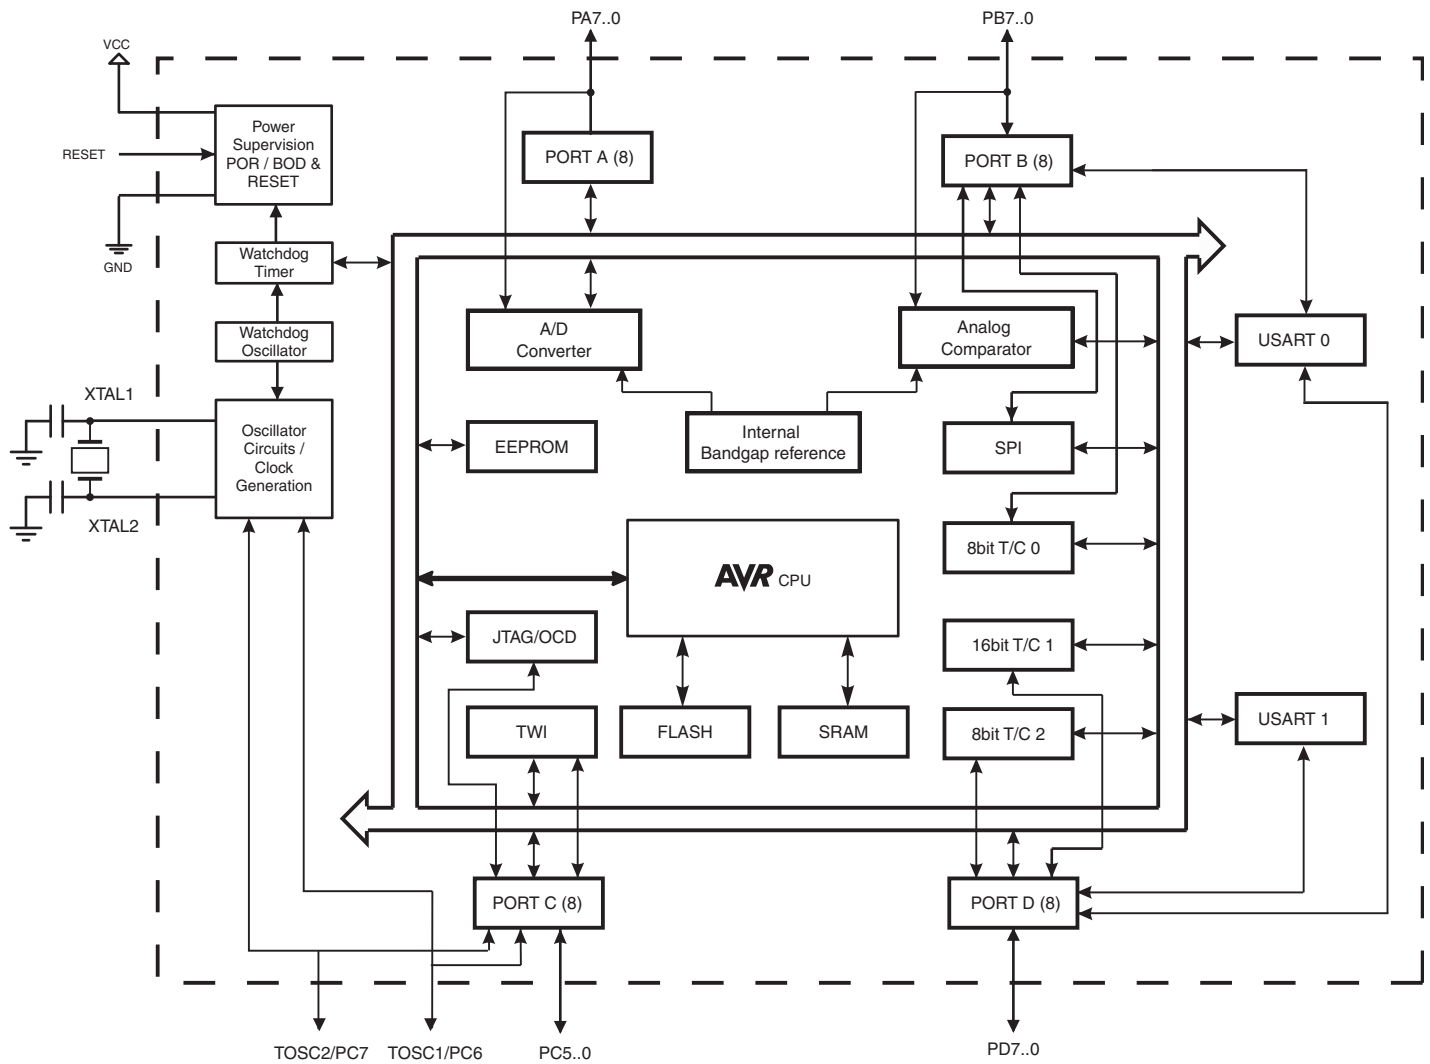 PA7..0
PB7..0
VCC
RESET
GND
Power
Supervision
POR / BOD &
RESET
PORT A (8)
PORT B (8)
Watchdog
Timer
Watchdog
Oscillator
A/D
Converter
Analog
Comparator
USART 0
XTAL1
XTAL2
Oscillator
Circuits /
Clock
Generation
EEPROM
Internal
Bandgap reference
SPI
AVR CPU
8bit T/C 0
JTAG/OCD
16bit T/C 1
TWI
FLASH
SRAM
8bit T/C 2
USART 1
PORT C (8)
PORT D (8)
TOSC2/PC7
TOSC1/PC6
PC5..0
PD7..0